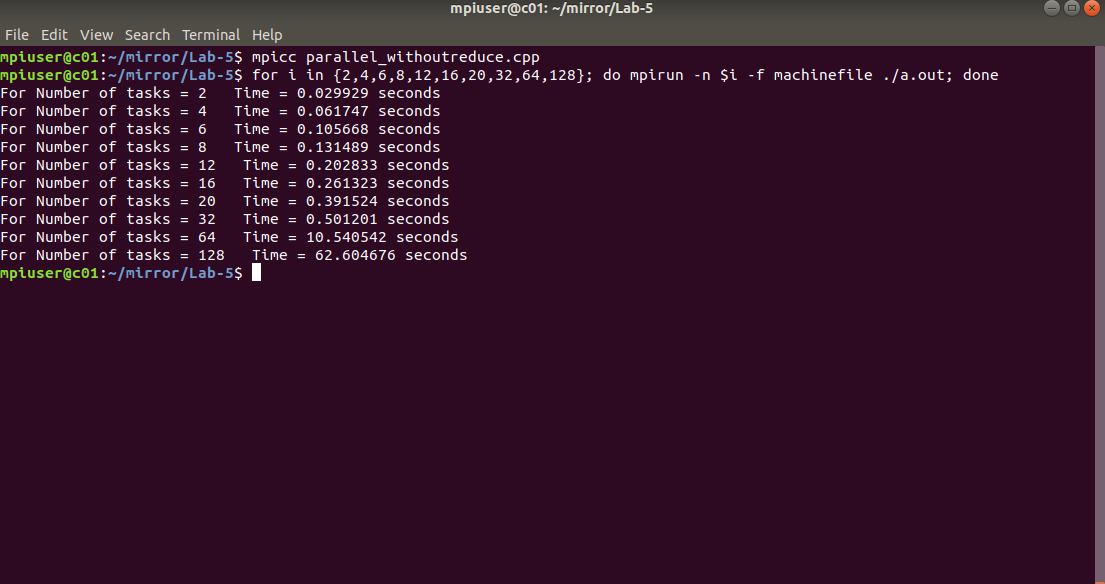 mpiuser@c01: ~/mirror/Lab-5
File Edit View Search Terminal Help
mpiuser@c01:~/mirror/Lab-5$ mpicc parallel_withoutreduce.cpp
mpiuser@c01:~/mirror/Lab-5$ for i in {2,4,6,8,12,16,20,32,64,128}; do mpirun -n $i -f machinefile ./a.out; done
For Number of tasks = 2   Time = 0.029929 seconds
For Number of tasks = 4   Time = 0.061747 seconds
For Number of tasks = 6   Time = 0.105668 seconds
For Number of tasks = 8   Time = 0.131489 seconds
For Number of tasks = 12   Time = 0.202833 seconds
For Number of tasks = 16   Time = 0.261323 seconds
For Number of tasks = 20   Time = 0.391524 seconds
For Number of tasks = 32   Time = 0.501201 seconds
For Number of tasks = 64   Time = 10.540542 seconds
For Number of tasks = 128   Time = 62.604676 seconds
mpiuser@c01:~/mirror/Lab-5$